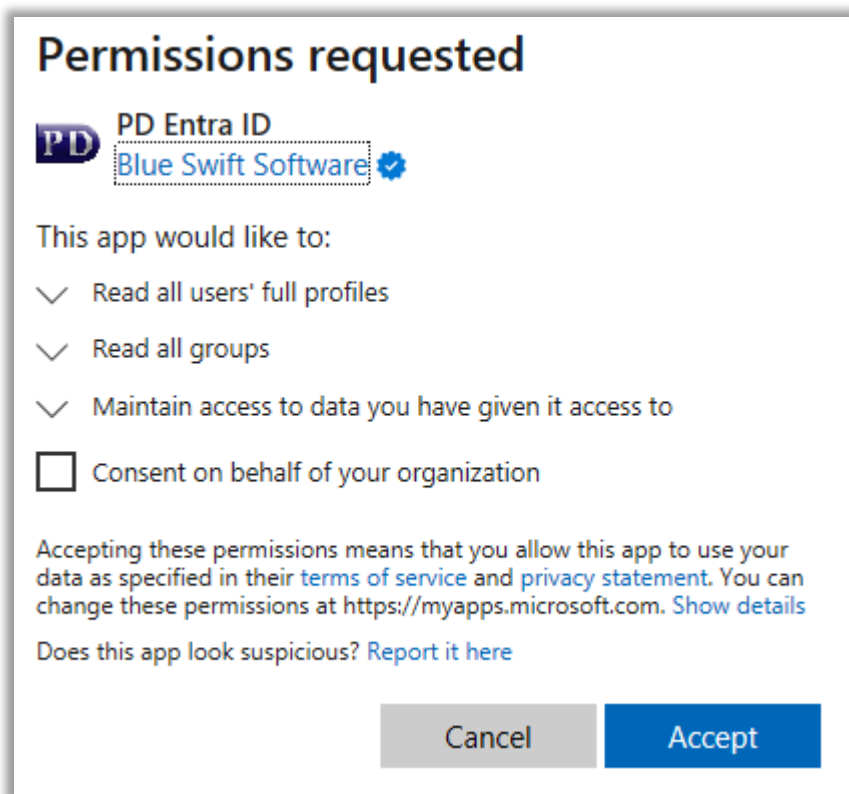 Permissions requested
PD
PD Entra ID
Blue Swift Software
This app would like to:
Read all users' full profiles
Read all groups
Maintain access to data you have given it access to
Consent on behalf of your organization
Accepting these permissions means that you allow this app to use your
data as specified in their terms of service and privacy statement. You can
change these permissions at https://myapps.microsoft.com. Show details
Does this app look suspicious? Report it here
Cancel
Accept